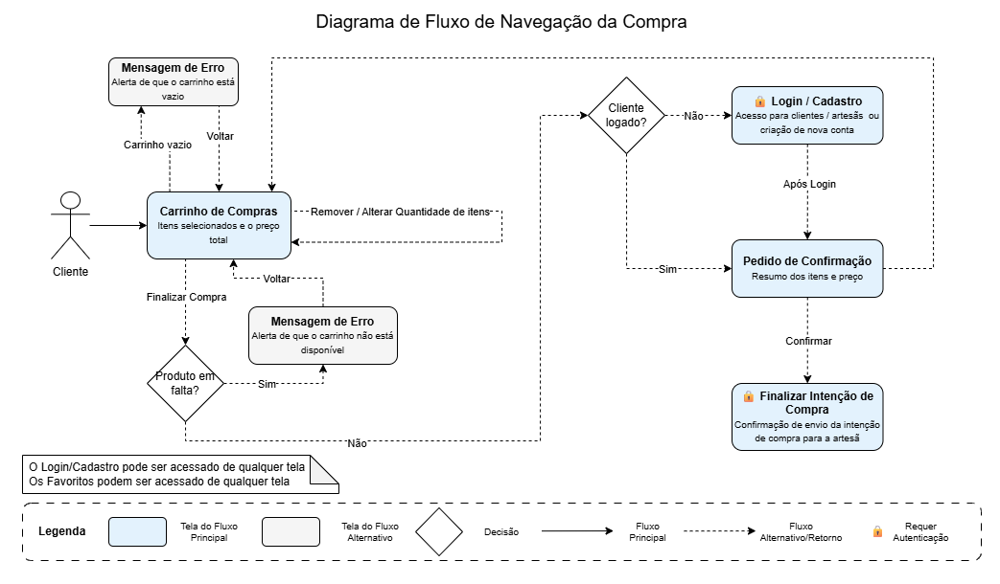 Diagrama de Fluxo de Navegação da Compra
Mensagem de Erro
Alerta de que o carrinho está
vazio
Carrinho vazio
Voltar
Cliente
Carrinho de Compras
Itens selecionados e o preço
total
Remover / Alterar Quantidade de itens
Finalizar Compra
Voltar
Mensagem de Erro
Alerta de que o carrinho não está
disponível
Produto em
falta?
Sim
Não
Cliente
logado?
Não
Sim
🔒 Login / Cadastro
Acesso para clientes / artesãs ou
criação de nova conta
Após Login
Pedido de Confirmação
Resumo dos itens e preço
Confirmar
🔒 Finalizar Intenção de
Compra
Confirmação de envio da intenção
de compra para a artesã
O Login/Cadastro pode ser acessado de qualquer tela
Os Favoritos podem ser acessado de qualquer tela
Legenda
Tela do Fluxo
Principal
Tela do Fluxo
Alternativo
Decisão
Fluxo
Principal
Fluxo
Alternativo/Retorno
🔒
Requer
Autenticação